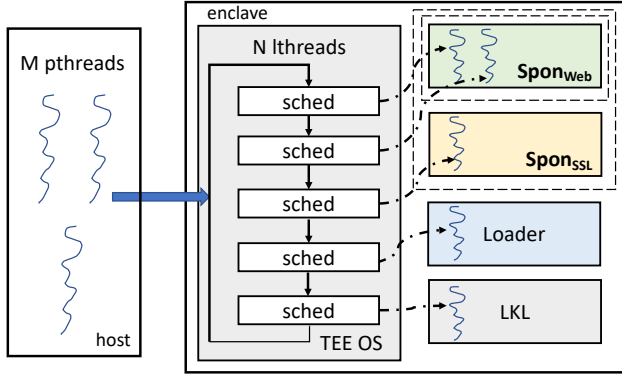 enclave
M pthreads
N lthreads
sched
sched
sched
sched
sched
TEE OS
host
SponWeb
SponSSL
Loader
LKL